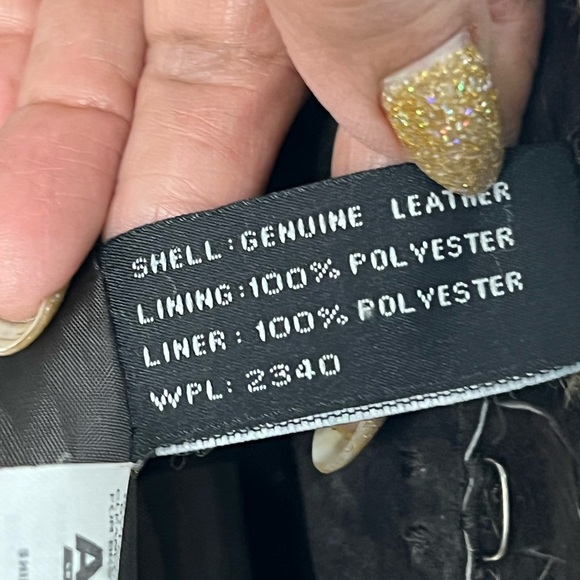 SHELL:GENUINE LEATHER
LINING:100% POLYESTER
LINER: 100% POLYESTER
WPL: 2340